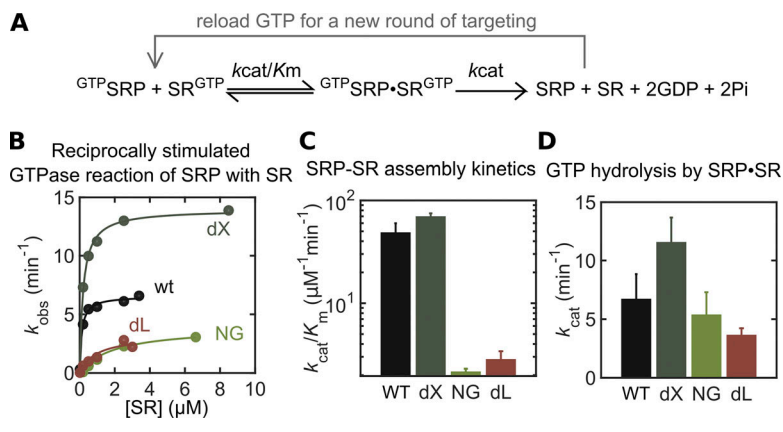 A
reload GTP for a new round of targeting
kcat/Km
kcat
GTPSRP + SRGTP
GTPSRP•SRGTP
SRP + SR + 2GDP + 2Pi
B
Reciprocally stimulated
GTPase reaction of SRP with SR
15
10
5
0
kobs (min-1)
dX
wt
dL
NG
0 2 4 6 8 10
[SR] (μM)
C
SRP-SR assembly kinetics
10²
10¹
kcat/Km (μM-1min-1)
WT dX NG dL
D
GTP hydrolysis by SRP•SR
15
10
5
0
kcat (min-1)
WT dX NG dL